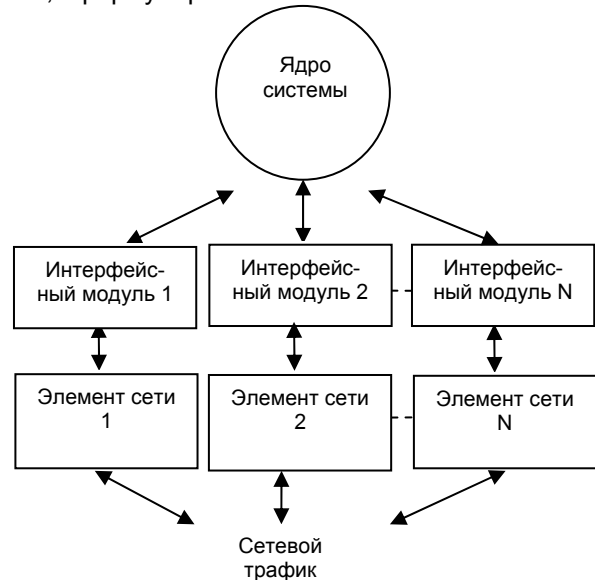 Ядро
системы
Интерфейс-
ный модуль 1
Интерфейс-
ный модуль 2
Интерфейс-
ный модуль N
Элемент сети
1
Элемент сети
2
Элемент сети
N
Сетевой
трафик